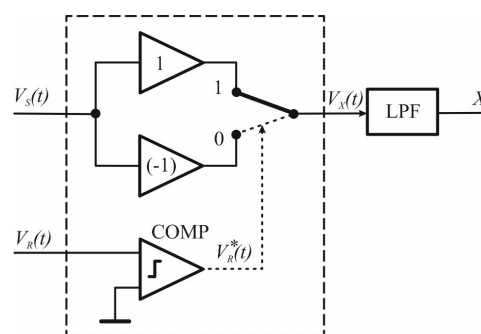 1
1
V_S(t)
V_X(t)
LPF
X
0
(-1)
COMP
V_R(t)
V_R^*(t)